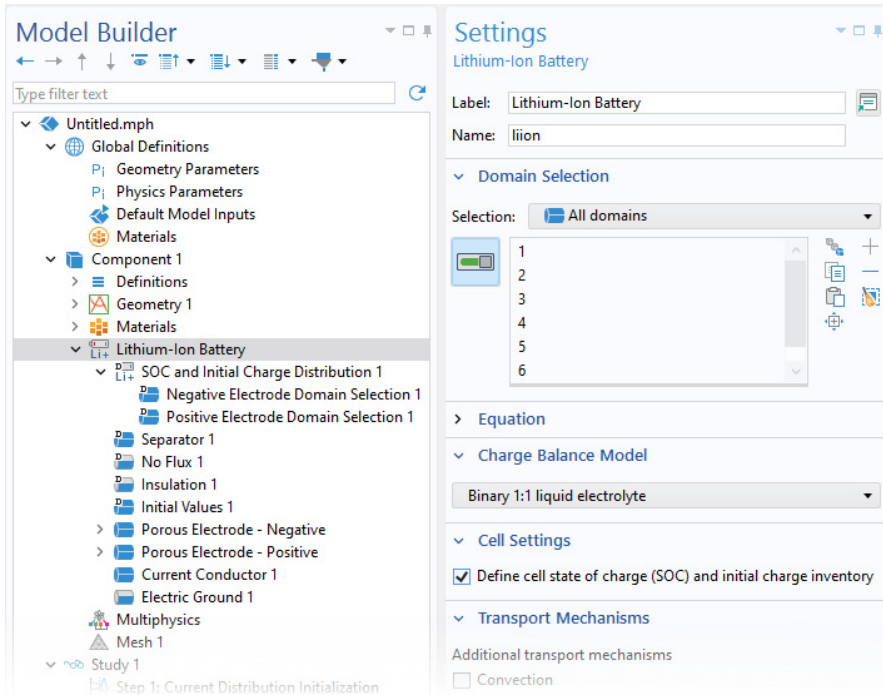 Model Builder
Type filter text
Untitled.mph
Global Definitions
Pi Geometry Parameters
Pi Physics Parameters
Default Model Inputs
Materials
Component 1
Definitions
Geometry 1
Materials
Li+ Lithium-Ion Battery
D Li+ SOC and Initial Charge Distribution 1
D Negative Electrode Domain Selection 1
D Positive Electrode Domain Selection 1
D Separator 1
D No Flux 1
D Insulation 1
D Initial Values 1
Porous Electrode - Negative
Porous Electrode - Positive
Current Conductor 1
Electric Ground 1
Multiphysics
Mesh 1
Study 1
Step 1: Current Distribution Initialization
Settings
Lithium-Ion Battery
Label: Lithium-Ion Battery
Name: liion
Domain Selection
Selection: All domains
1
2
3
4
5
6
Equation
Charge Balance Model
Binary 1:1 liquid electrolyte
Cell Settings
Define cell state of charge (SOC) and initial charge inventory
Transport Mechanisms
Additional transport mechanisms
Convection